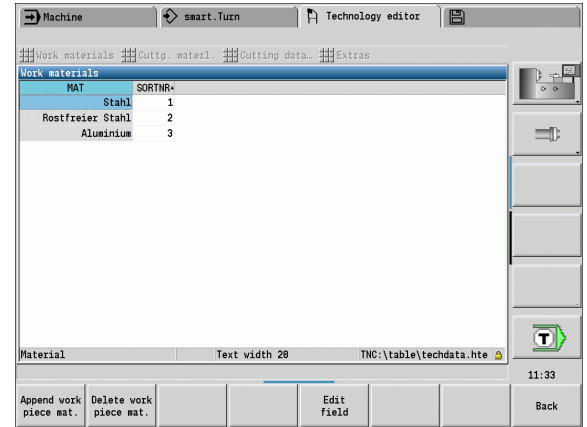 Machine
smart.Turn
Technology editor
Work materials
Cuttg. materl.
Cutting data…
Extras
Work materials
MAT SORTNR
Stahl 1
Rostfreier Stahl 2
Aluminium 3
Material
Text width 20
TNC:\table\techdata.hte
T
11:33
Append work
piece mat.
Delete work
piece mat.
Edit
field
Back